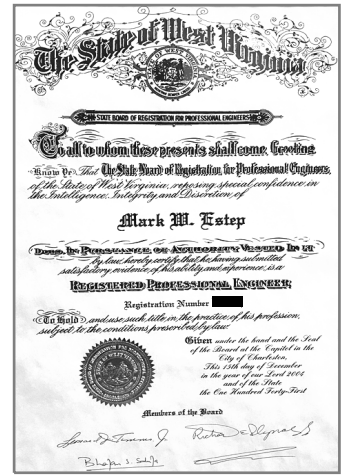 The State of West Virginia
STATE BOARD OF REGISTRATION FOR PROFESSIONAL ENGINEERS
To all to whom these presents shall come, Greeting
Know Ye, That The State Board of Registration for Professional Engineers,
of the State of West Virginia, reposing special confidence in
the Intelligence, Integrity and Discretion, of
Mark W. Estep
Does, In Pursuance of Authority Vested In It
by law, hereby certify that he having submitted
satisfactory evidence of his ability and experience, is a
Registered Professional Engineer,
Registration Number
To Hold, and use such title, in the practice of his profession,
subject to the conditions prescribed by law.
Given under the hand and the Seal
of the Board at the Capitol in the
City of Charleston,
This 15th day of December
in the year of our Lord 2004
and of the State
the One Hundred Forty-First
Members of the Board